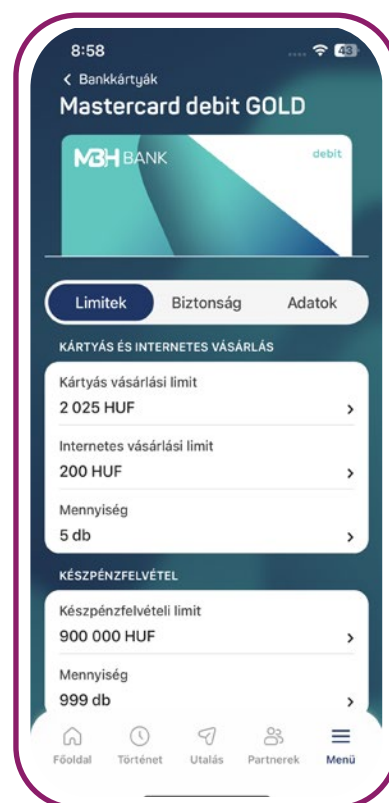 8:58
43
< Bankkártyák
Mastercard debit GOLD
MBH BANK
debit
Limitek Biztonság Adatok
KÁRTYÁS ÉS INTERNETES VÁSÁRLÁS
Kártyás vásárlási limit
2 025 HUF
Internetes vásárlási limit
200 HUF
Mennyiség
5 db
KÉSZPÉNZFELVÉTEL
Készpénzfelvételi limit
900 000 HUF
Mennyiség
999 db
Főoldal Történet Utalás Partnerek Menü